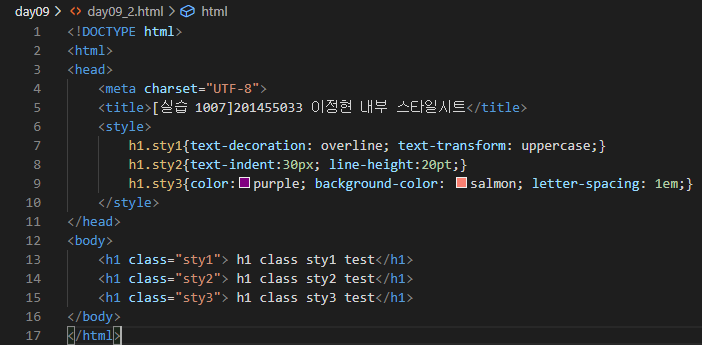 day09 > <> day09_2.html > html
1 <!DOCTYPE html>
2 <html>
3 <head>
4 <meta charset="UTF-8">
5 <title>[실습 1007]201455033 이정현 내부 스타일시트</title>
6 <style>
7 h1.sty1{text-decoration: overline; text-transform: uppercase;}
8 h1.sty2{text-indent:30px; line-height:20pt;}
9 h1.sty3{color:purple; background-color: salmon; letter-spacing: 1em;}
10 </style>
11 </head>
12 <body>
13 <h1 class="sty1"> h1 class sty1 test</h1>
14 <h1 class="sty2"> h1 class sty2 test</h1>
15 <h1 class="sty3"> h1 class sty3 test</h1>
16 </body>
17 </html>